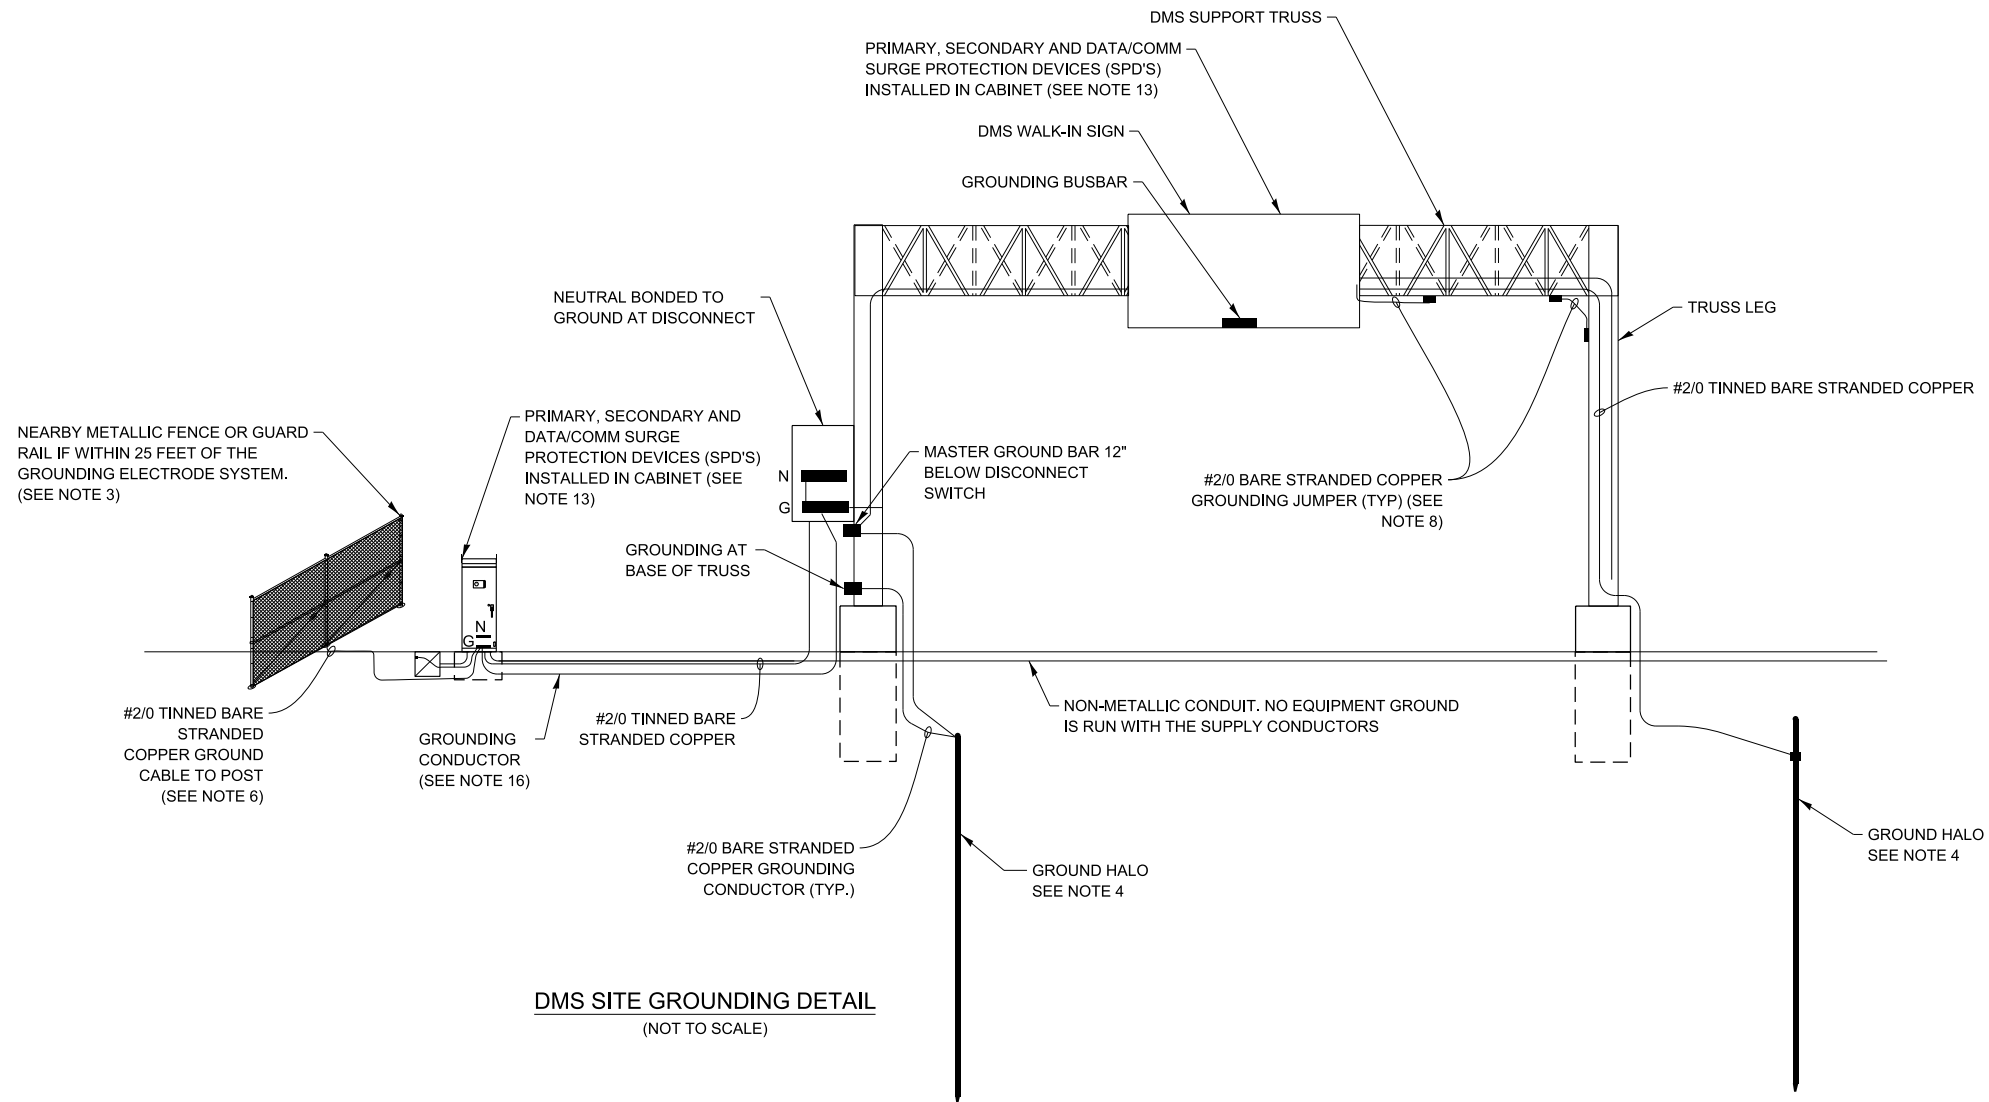 DMS SUPPORT TRUSS
PRIMARY, SECONDARY AND DATA/COMM
SURGE PROTECTION DEVICES (SPD'S)
INSTALLED IN CABINET (SEE NOTE 13)
DMS WALK-IN SIGN
GROUNDING BUSBAR
NEUTRAL BONDED TO
GROUND AT DISCONNECT
TRUSS LEG
#2/0 TINNED BARE STRANDED COPPER
NEARBY METALLIC FENCE OR GUARD
RAIL IF WITHIN 25 FEET OF THE
GROUNDING ELECTRODE SYSTEM.
(SEE NOTE 3)
PRIMARY, SECONDARY AND
DATA/COMM SURGE
PROTECTION DEVICES (SPD'S)
INSTALLED IN CABINET (SEE
NOTE 13)
N
G
MASTER GROUND BAR 12"
BELOW DISCONNECT
SWITCH
#2/0 BARE STRANDED COPPER
GROUNDING JUMPER (TYP) (SEE
NOTE 8)
GROUNDING AT
BASE OF TRUSS
N
G
#2/0 TINNED BARE
STRANDED
COPPER GROUND
CABLE TO POST
(SEE NOTE 6)
GROUNDING
CONDUCTOR
(SEE NOTE 16)
#2/0 TINNED BARE
STRANDED COPPER
NON-METALLIC CONDUIT. NO EQUIPMENT GROUND
IS RUN WITH THE SUPPLY CONDUCTORS
#2/0 BARE STRANDED
COPPER GROUNDING
CONDUCTOR (TYP.)
GROUND HALO
SEE NOTE 4
GROUND HALO
SEE NOTE 4
DMS SITE GROUNDING DETAIL
(NOT TO SCALE)